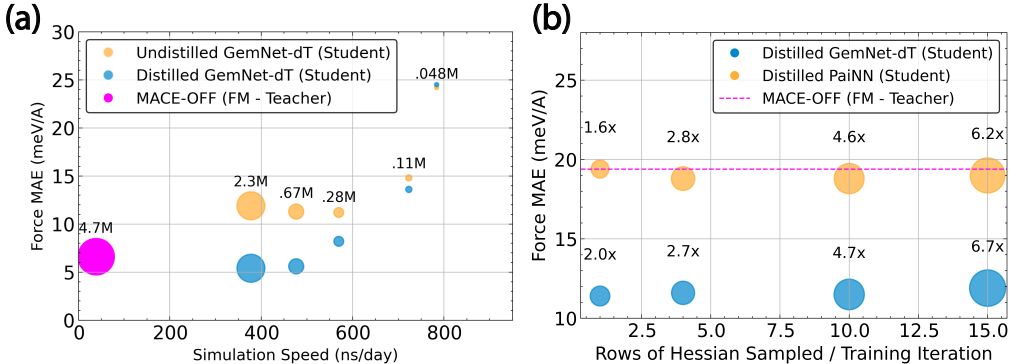 (a)
30
25
20
15
10
5
0
Force MAE (meV/A)
Undistilled GemNet-dT (Student)
Distilled GemNet-dT (Student)
MACE-OFF (FM - Teacher)
.048M
.11M
2.3M
.67M
.28M
4.7M
0 200 400 600 800
Simulation Speed (ns/day)
(b)
25
20
15
10
Force MAE (meV/A)
Distilled GemNet-dT (Student)
Distilled PaiNN (Student)
MACE-OFF (FM - Teacher)
1.6x 2.8x 4.6x 6.2x
2.0x 2.7x 4.7x 6.7x
2.5 5.0 7.5 10.0 12.5 15.0
Rows of Hessian Sampled / Training Iteration